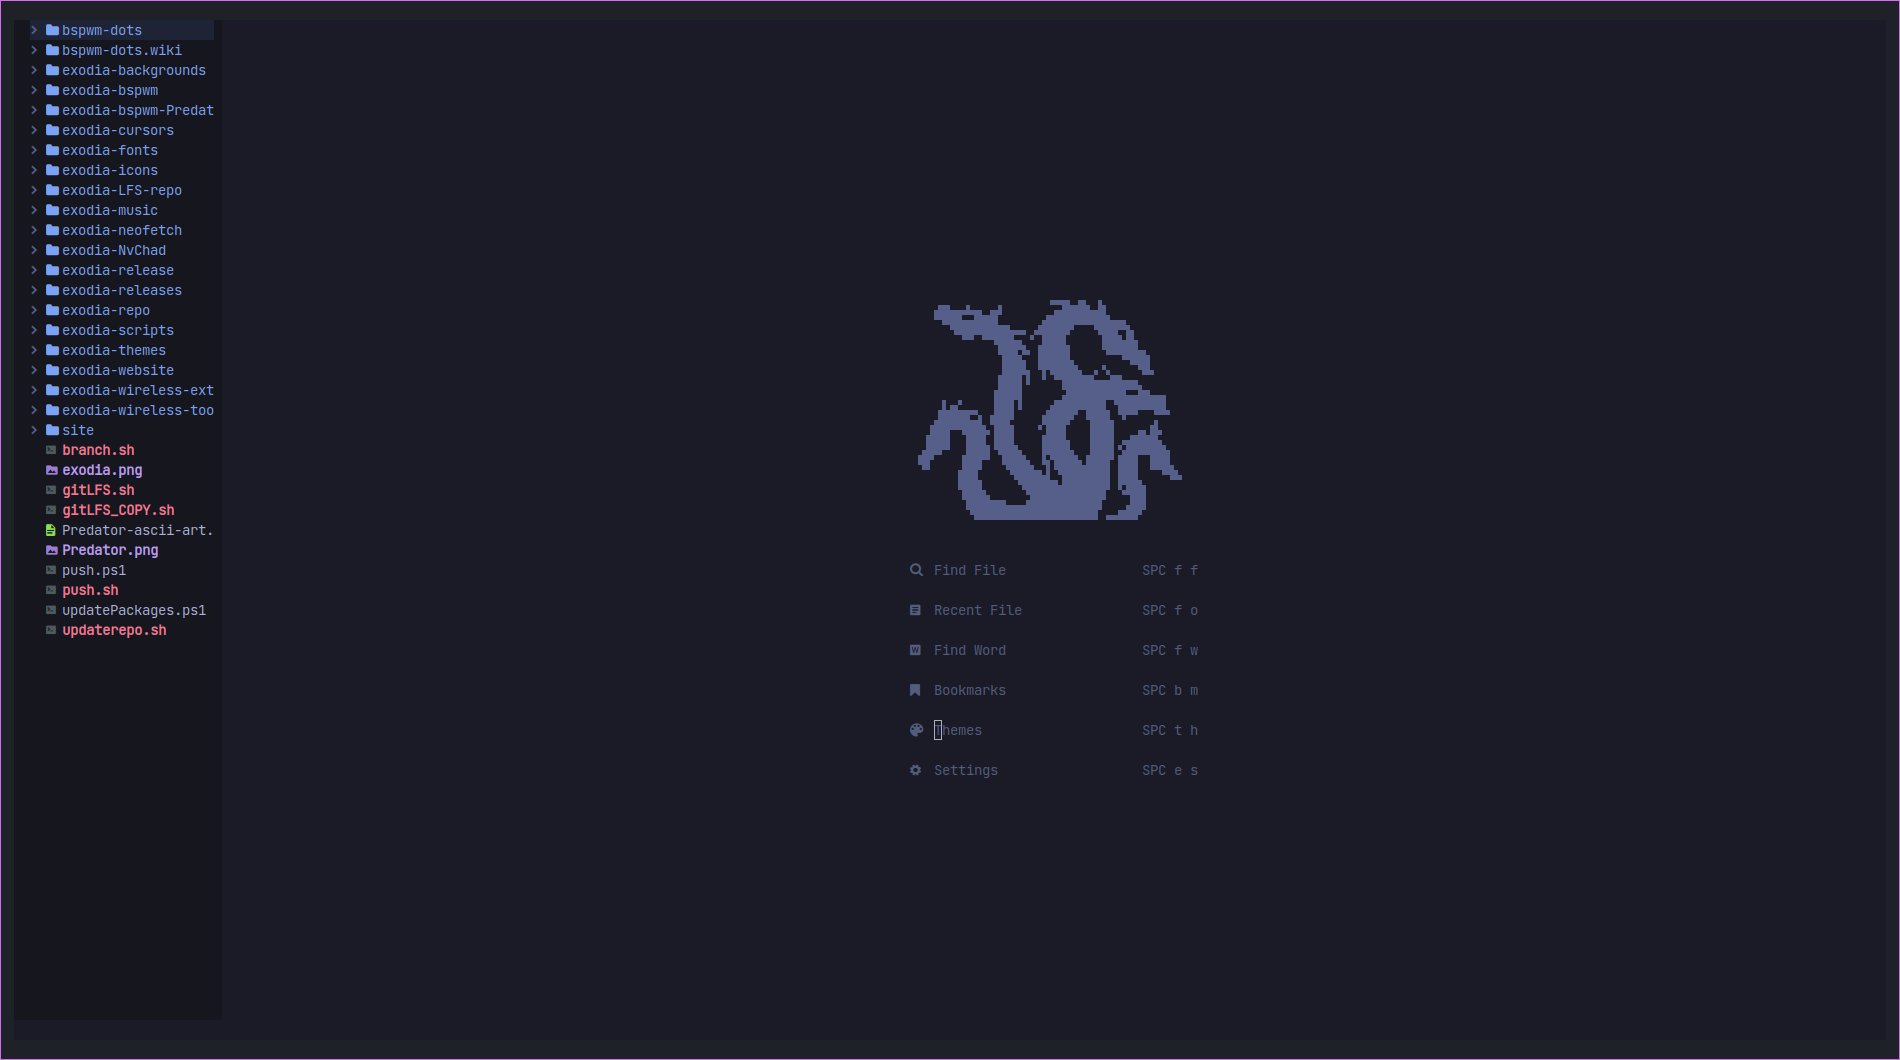 bspwm-dots
bspwm-dots.wiki
exodia-backgrounds
exodia-bspwm
exodia-bspwm-Predat
exodia-cursors
exodia-fonts
exodia-icons
exodia-LFS-repo
exodia-music
exodia-neofetch
exodia-NvChad
exodia-release
exodia-releases
exodia-repo
exodia-scripts
exodia-themes
exodia-website
exodia-wireless-ext
exodia-wireless-too
site
branch.sh
exodia.png
gitLFS.sh
gitLFS_COPY.sh
Predator-ascii-art.
Predator.png
push.ps1
push.sh
updatePackages.ps1
updaterepo.sh
Find File SPC f f
Recent File SPC f o
Find Word SPC f w
Bookmarks SPC b m
Themes SPC t h
Settings SPC e s